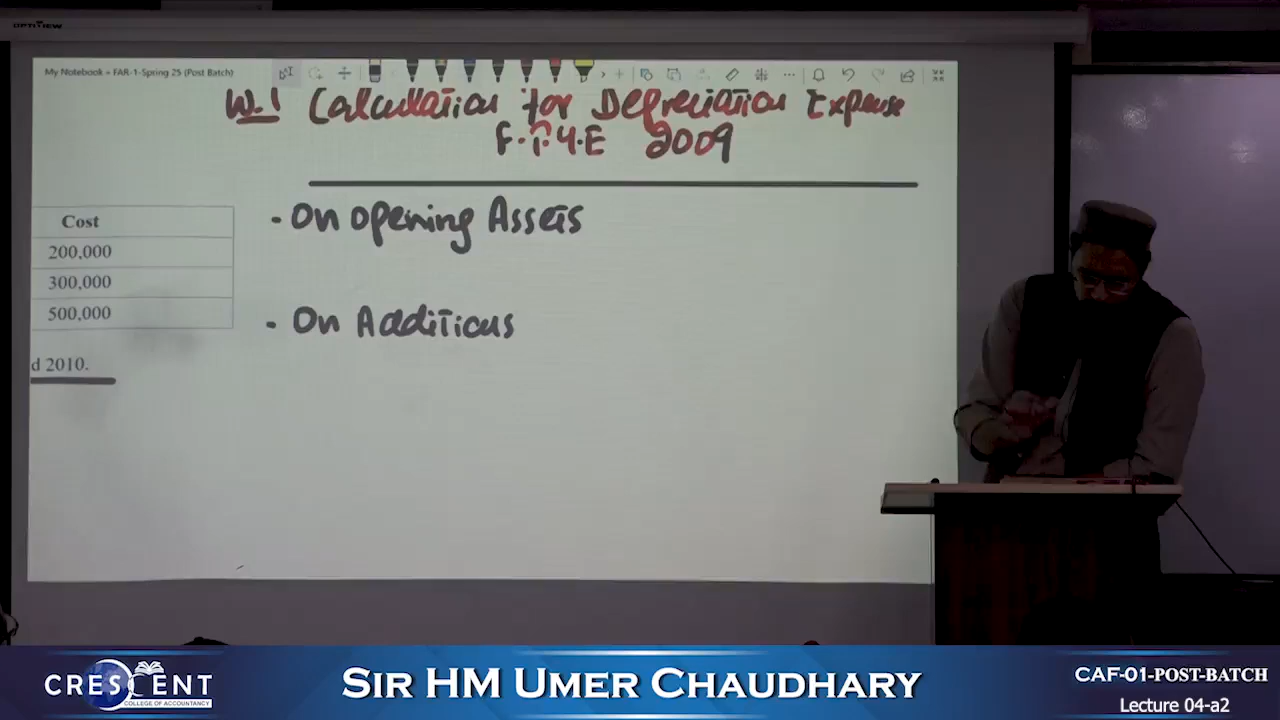 OPTIVIEW
My Notebook » FAR-1-Spring 25 (Post Batch)
W.1 Calculation for Depreciation Expense
F.T.Y.E 2009
Cost
200,000
300,000
500,000
d 2010.
- On opening Assets
- On Additions
CRESCENT
COLLEGE OF ACCOUNTANCY
SIR HM UMER CHAUDHARY
CAF-01-POST-BATCH
Lecture 04-a2